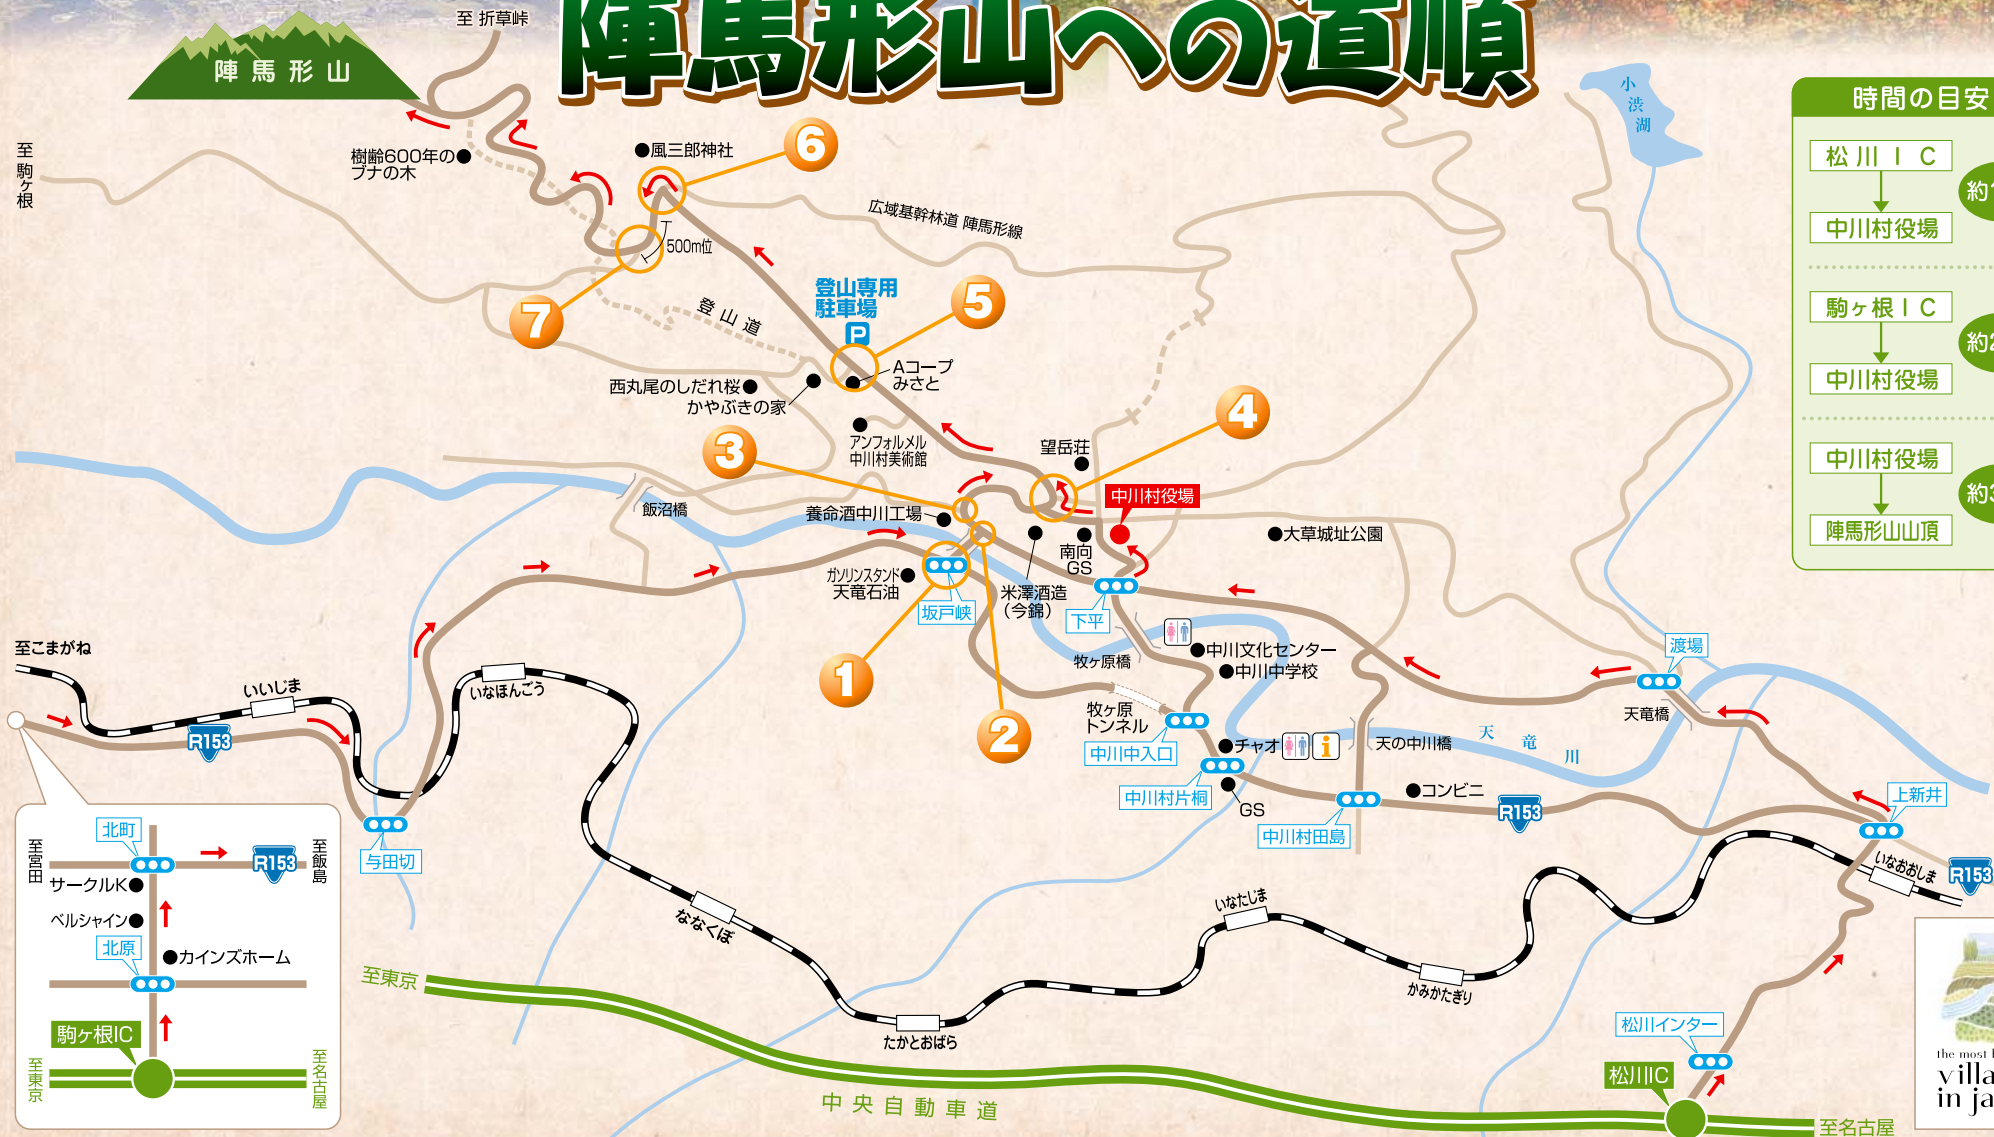 陣馬形山への道順
陣馬形山
至 折草峠
至駒ヶ根
樹齢600年の
ブナの木
風三郎神社
6
広域基幹林道 陣馬形線
500m位
7
登山道
登山専用
駐車場
P
5
Aコープ
みさと
西丸尾のしだれ桜
かやぶきの家
アンフォルメル
中川村美術館
3
4
望岳荘
中川村役場
飯沼橋
養命酒中川工場
南向
GS
大草城址公園
ガソリンスタンド
天竜石油
坂戸峡
米澤酒造
(今錦)
下平
1
2
牧ヶ原橋
中川文化センター
中川中学校
牧ヶ原
トンネル
中川中入口
チャオ
i
中川村片桐
GS
天の中川橋
中川村田島
コンビニ
R153
天竜川
天竜橋
渡場
上新井
いなおおしま
R153
小渋湖
時間の目安
松川IC
中川村役場
駒ヶ根IC
中川村役場
中川村役場
陣馬形山山頂
至こまがね
いいじま
R153
いなほんごう
与田切
ななくぼ
たかとおばら
いなたじま
かみかたぎり
北町
至宮田
R153
至飯島
サークルK
ベルシャイン
北原
カインズホーム
駒ヶ根IC
至東京
至名古屋
至東京
中央自動車道
松川インター
松川IC
至名古屋
the most
in